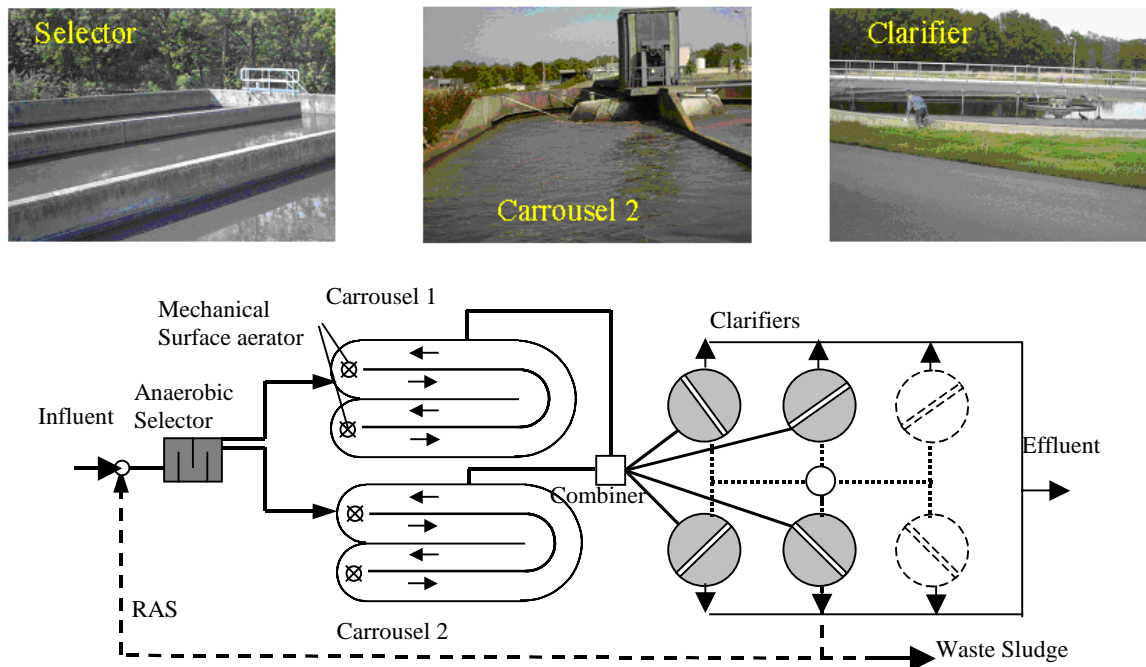 Selector
Carrousel 2
Clarifier
Mechanical
Surface aerator
Carrousel 1
Clarifiers
Anaerobic
Selector
Influent
Effluent
Combiner
RAS
Carrousel 2
Waste Sludge